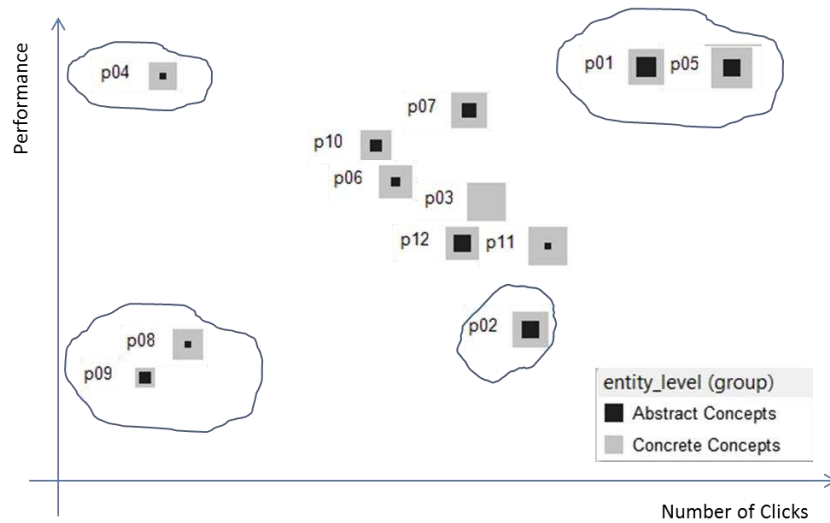 Performance
p04
p01
p05
p07
p10
p06
p03
p12
p11
p02
p08
p09
entity_level (group)
Abstract Concepts
Concrete Concepts
Number of Clicks